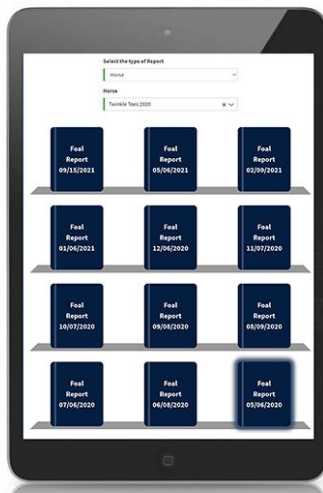 Select the type of Report
Horse
Horse
Twinkle Toes 2020
Foal
Report
09/15/2021
Foal
Report
05/06/2021
Foal
Report
02/09/2021
Foal
Report
01/06/2021
Foal
Report
12/06/2020
Foal
Report
11/07/2020
Foal
Report
10/07/2020
Foal
Report
09/08/2020
Foal
Report
08/09/2020
Foal
Report
07/06/2020
Foal
Report
06/08/2020
Foal
Report
05/06/2020